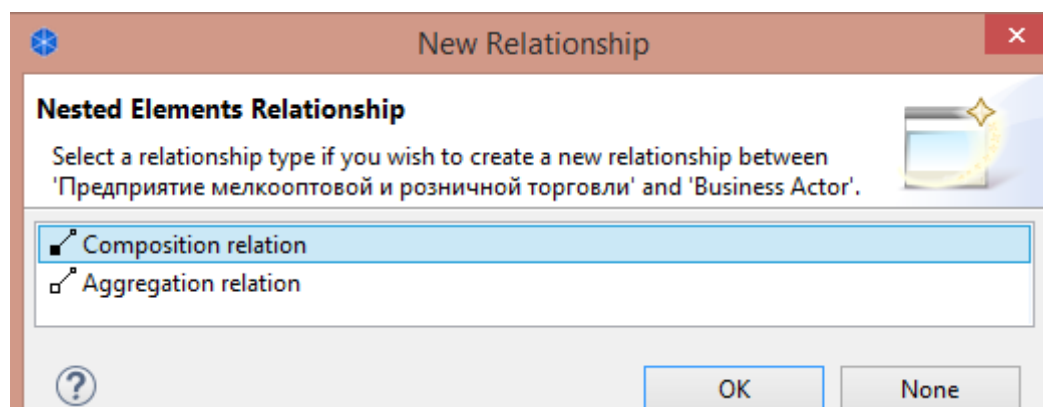 New Relationship
Nested Elements Relationship
Select a relationship type if you wish to create a new relationship between
'Предприятие мелкооптовой и розничной торговли' and 'Business Actor'.
Composition relation
Aggregation relation
?
OK
None